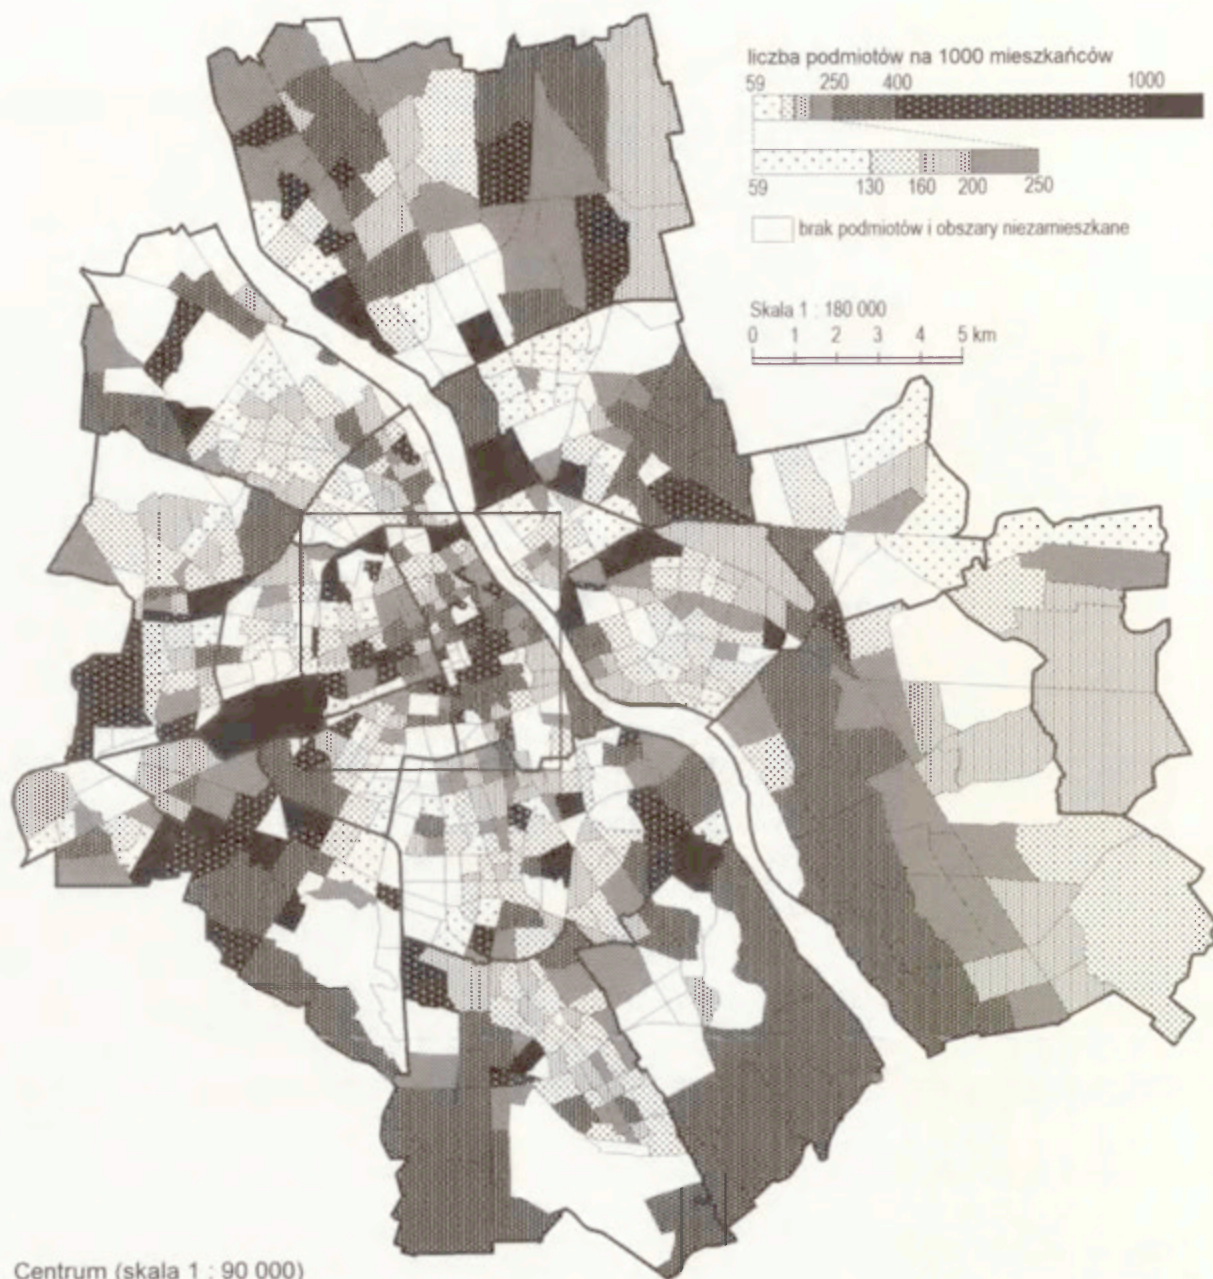 liczba podmiotów na 1000 mieszkańców
59 250 400 1000
59 130 160 200 250
brak podmiotów i obszary niezamieszkane
Skala 1 : 180 000
0 1 2 3 4 5 km
Centrum (skala 1 : 90 000)